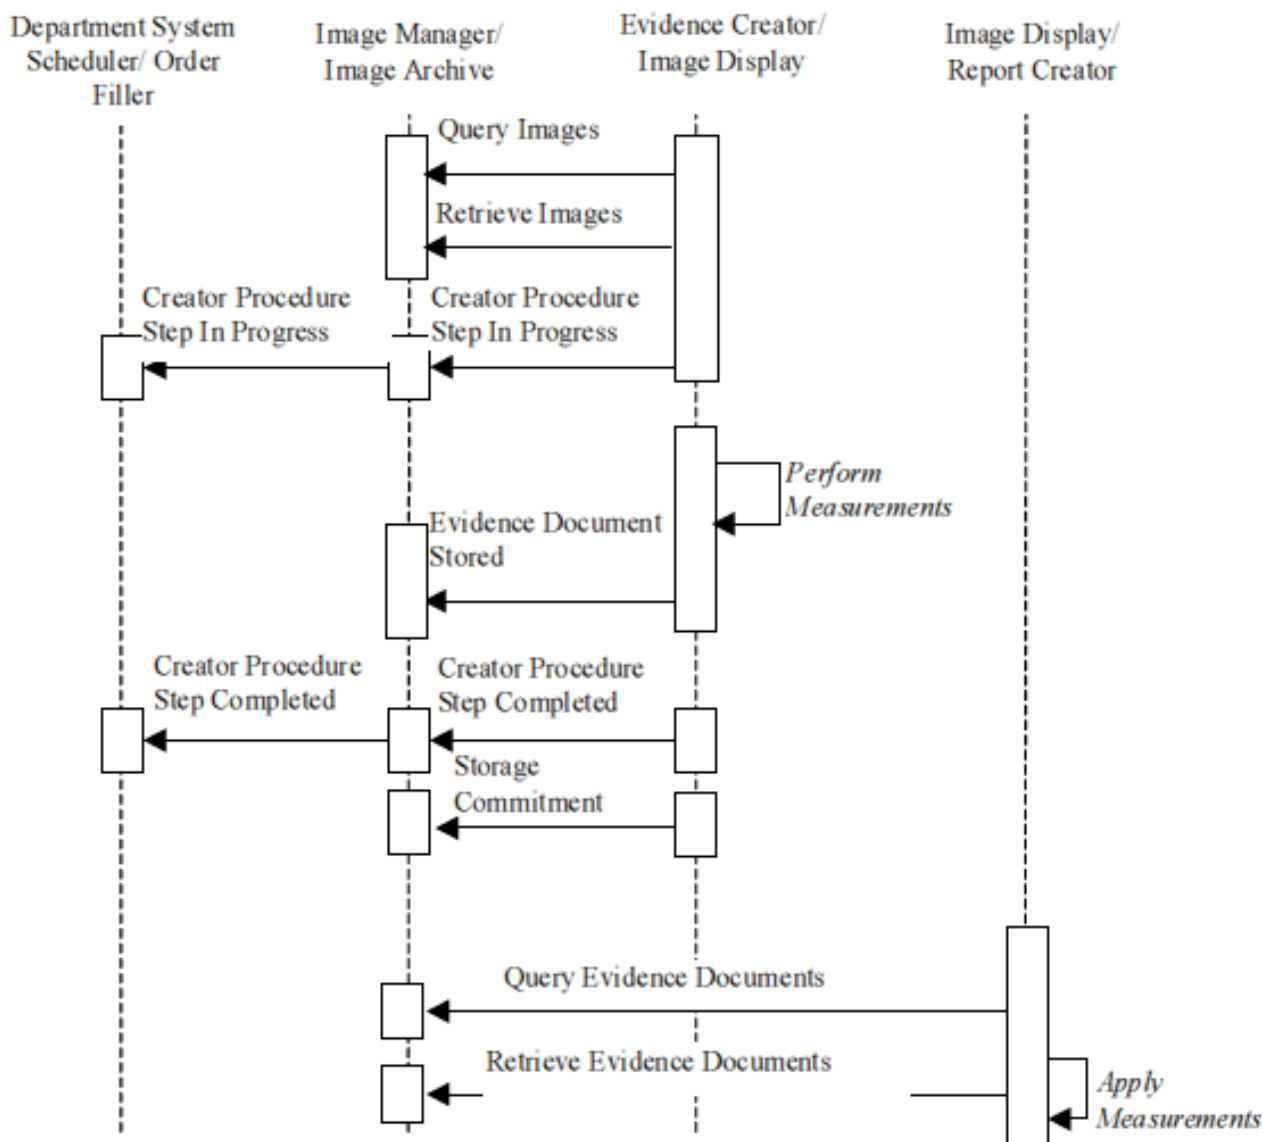 Department System
Scheduler/ Order
Filler
Image Manager/
Image Archive
Evidence Creator/
Image Display
Image Display/
Report Creator
Query Images
Retrieve Images
Creator Procedure
Step In Progress
Creator Procedure
Step In Progress
Perform
Measurements
Evidence Document
Stored
Creator Procedure
Step Completed
Creator Procedure
Step Completed
Storage
Commitment
Query Evidence Documents
Retrieve Evidence Documents
Apply
Measurements